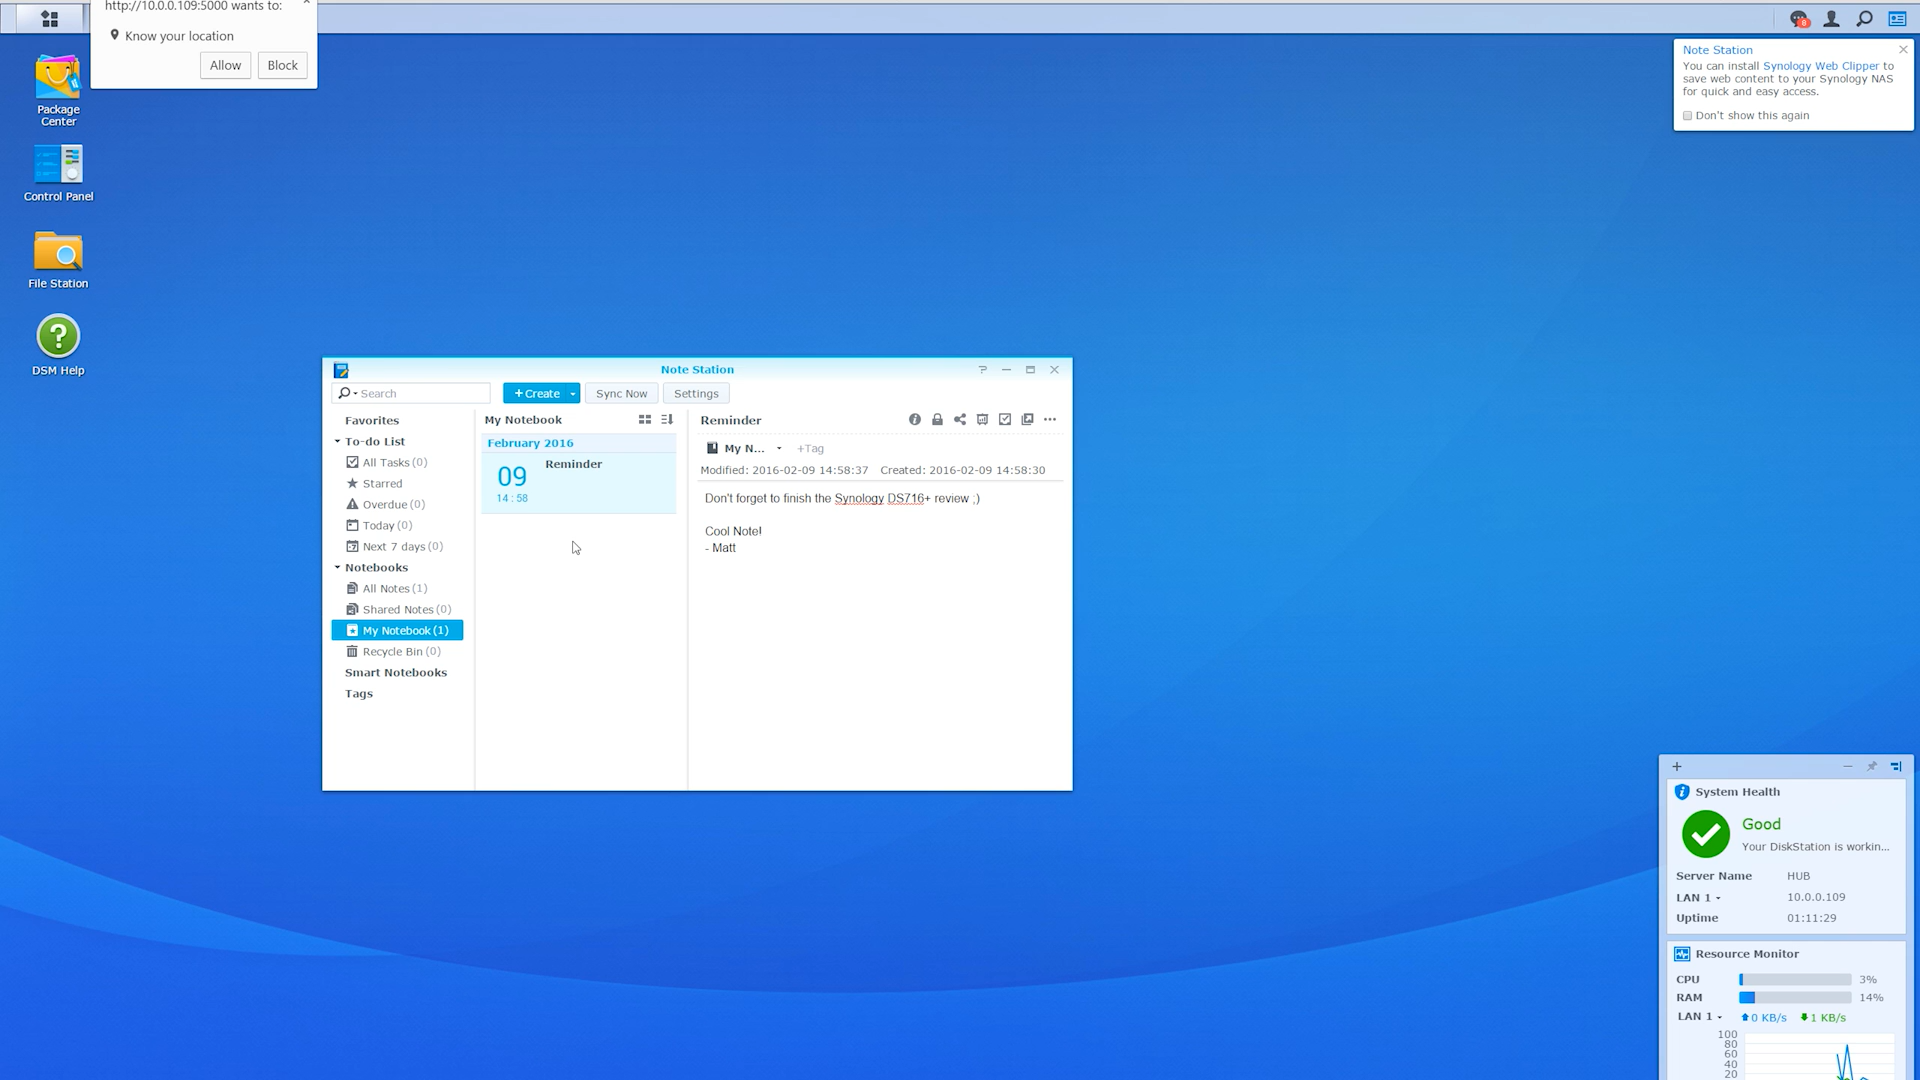 http://10.0.0.109:5000 wants to:
Know your location
Allow
Block
8
Package
Center
Control Panel
File Station
DSM Help
Note Station
You can install Synology Web Clipper to
save web content to your Synology NAS
for quick and easy access.
Don't show this again
Note Station
Search
+ Create
Sync Now
Settings
Favorites
To-do List
All Tasks (0)
Starred
Overdue (0)
Today (0)
Next 7 days (0)
Notebooks
All Notes (1)
Shared Notes (0)
My Notebook (1)
Recycle Bin (0)
Smart Notebooks
Tags
My Notebook
February 2016
09
14 : 58
Reminder
Reminder
My N...
+Tag
Modified: 2016-02-09 14:58:37 Created: 2016-02-09 14:58:30
Don't forget to finish the Synology DS716+ review ;)
Cool Note!
- Matt
System Health
Good
Your DiskStation is workin...
Server Name HUB
LAN 1 10.0.0.109
Uptime 01:11:29
Resource Monitor
CPU 3%
RAM 14%
LAN 1 0 KB/s 1 KB/s
100
80
60
40
20